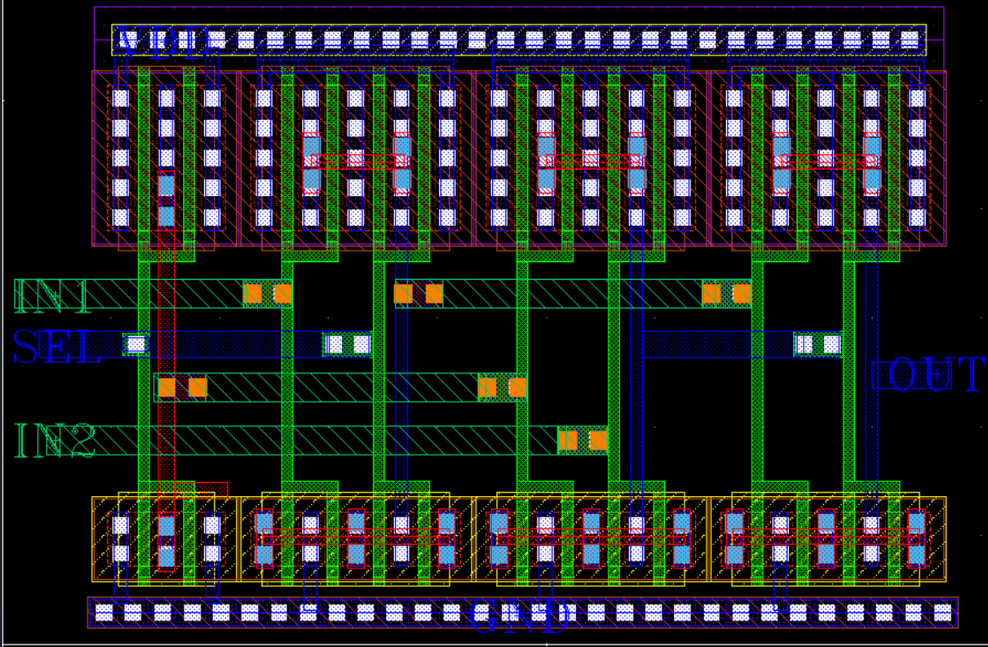 VDD
IN1
SEL
OUT
IN2
GND